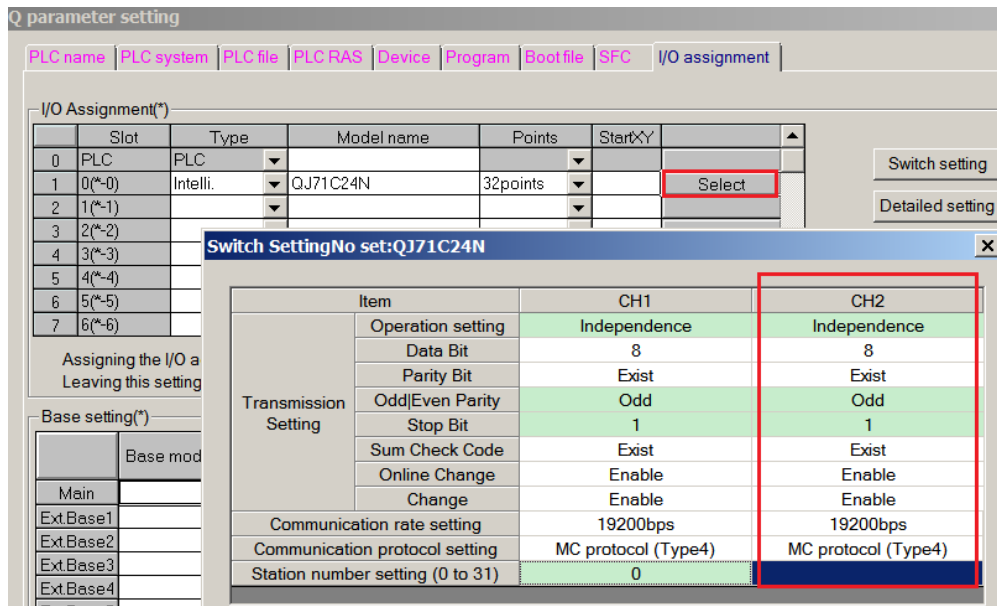 Q parameter setting
PLC name PLC system PLC file PLC RAS Device Program Boot file SFC I/O assignment
I/O Assignment(*)
Slot Type Model name Points StartXY
0 PLC PLC
1 0(*-0) Intelli. QJ71C24N 32points Select
2 1(*-1)
3 2(*-2)
4 3(*-3)
5 4(*-4)
6 5(*-5)
7 6(*-6)
Switch setting
Detailed setting
Assigning the I/O a
Leaving this setting
Base setting(*)
Base mod
Main
Ext.Base1
Ext.Base2
Ext.Base3
Ext.Base4
Switch SettingNo set:QJ71C24N
Item CH1 CH2
Transmission Setting
Operation setting Independence Independence
Data Bit 8 8
Parity Bit Exist Exist
Odd|Even Parity Odd Odd
Stop Bit 1 1
Sum Check Code Exist Exist
Online Change Enable Enable
Change Enable Enable
Communication rate setting 19200bps 19200bps
Communication protocol setting MC protocol (Type4) MC protocol (Type4)
Station number setting (0 to 31) 0